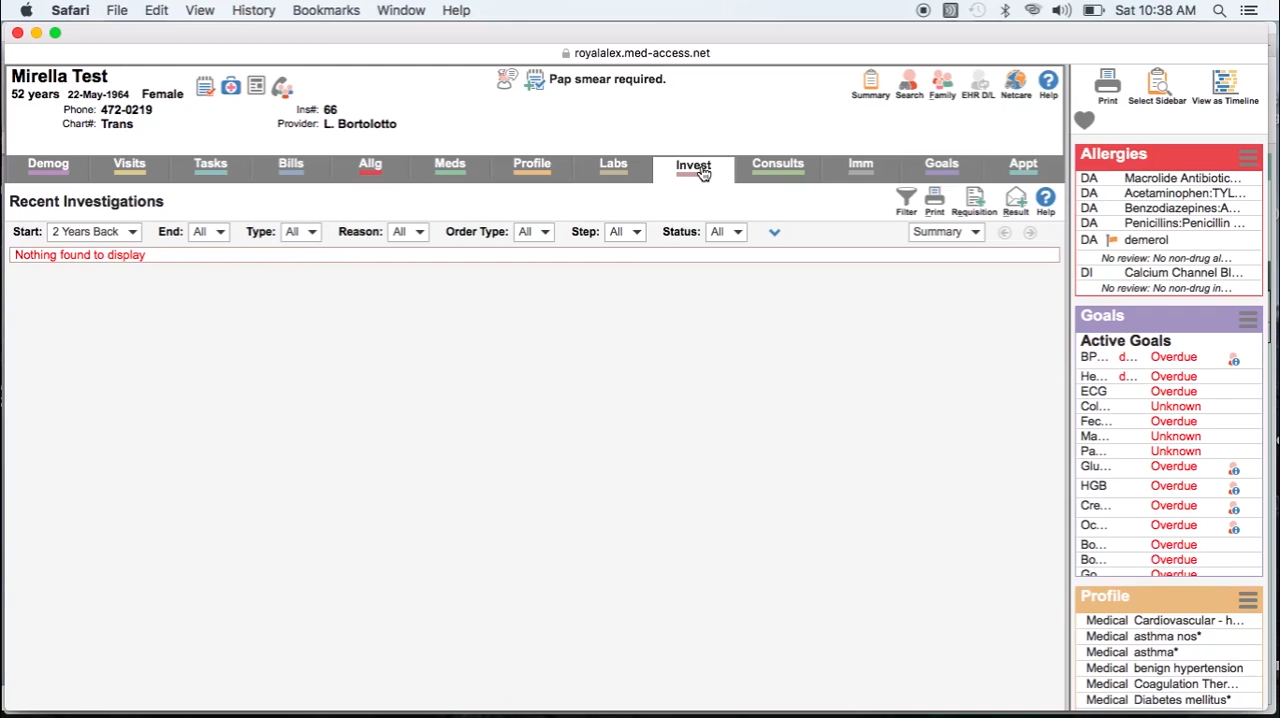 Safari File Edit View History Bookmarks Window Help Sat 10:38 AM
royalalex.med-access.net
Mirella Test
52 years 22-May-1964 Female
Phone: 472-0219 Ins#: 66
Chart#: Trans Provider: L. Bortolotto
Pap smear required.
Summary Search Family EHR D/L Netcare Help
Print Select Sidebar View as Timeline
Demog Visits Tasks Bills Allg Meds Profile Labs Invest Consults Imm Goals Appt
Recent Investigations
Filter Print Requisition Result Help
Start: 2 Years Back End: All Type: All Reason: All Order Type: All Step: All Status: All Summary
Nothing found to display
Allergies
DA Macrolide Antibiotic...
DA Acetaminophen:TYL...
DA Benzodiazepines:A...
DA Penicillins:Penicillin ...
DA demerol
No review: No non-drug al...
DI Calcium Channel Bl...
No review: No non-drug in...
Goals
Active Goals
BP... d... Overdue
He... d... Overdue
ECG Overdue
Col... Unknown
Fec... Overdue
Ma... Unknown
Pa... Unknown
Glu... Overdue
HGB Overdue
Cre... Overdue
Oc... Overdue
Bo... Overdue
Bo... Overdue
Go... Overdue
Profile
Medical Cardiovascular - h...
Medical asthma nos*
Medical asthma*
Medical benign hypertension
Medical Coagulation Ther...
Medical Diabetes mellitus*